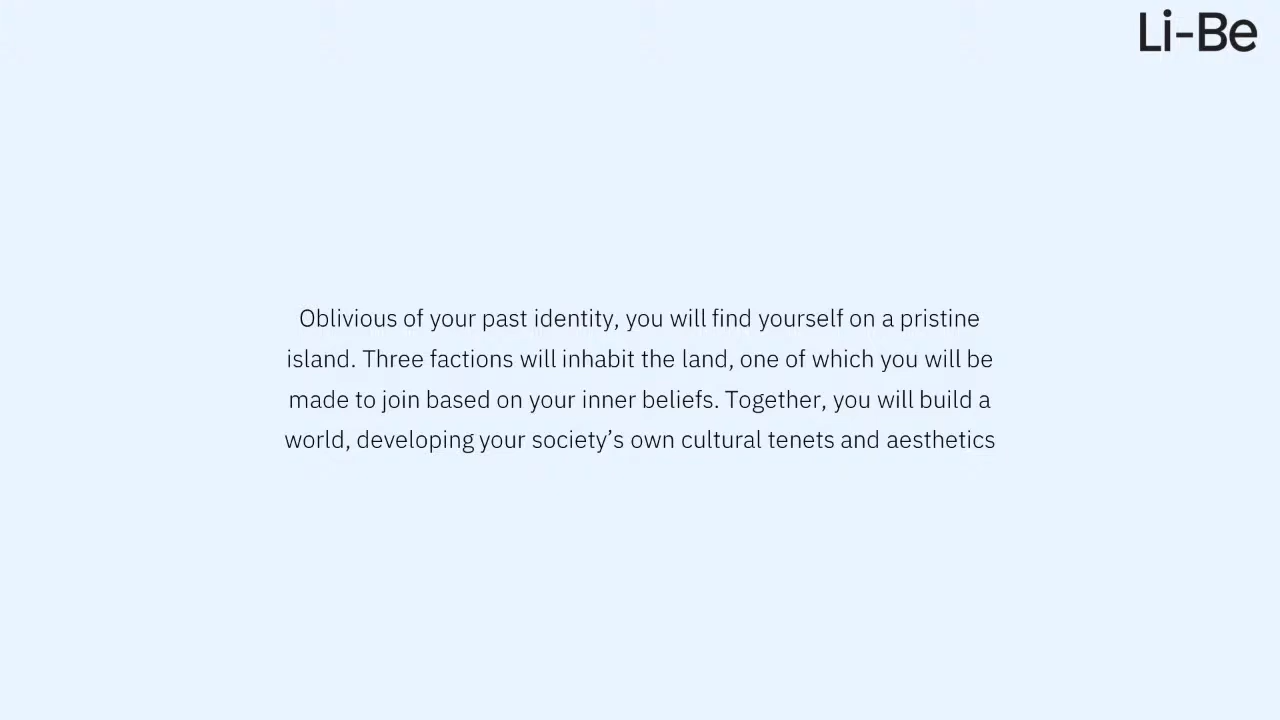 Li-Be
Oblivious of your past identity, you will find yourself on a pristine
island. Three factions will inhabit the land, one of which you will be
made to join based on your inner beliefs. Together, you will build a
world, developing your society’s own cultural tenets and aesthetics